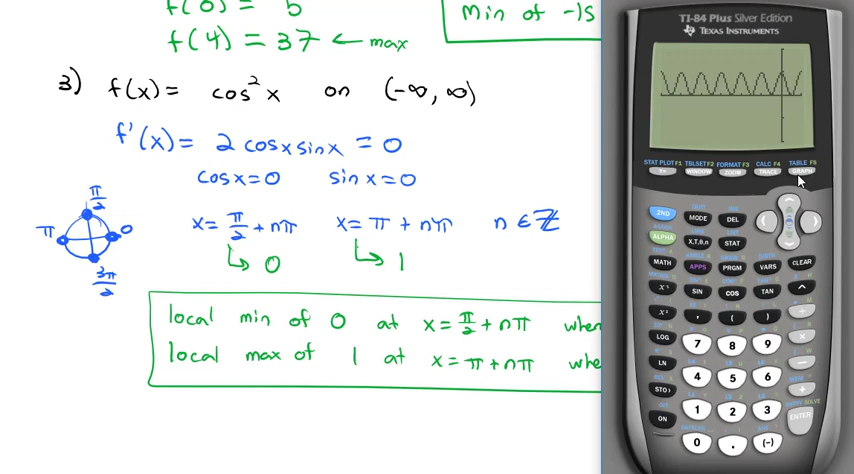 f(0) = 5
f(4) = 37 ← max
Min of -15
3) f(x) = cos²x on (-∞, ∞)
f'(x) = 2 cosx sinx = 0
cosx = 0 sinx = 0
π/2
π 0
3π/2
x = π/2 + nπ x = π + nπ n ∈ ℤ
↳ 0 ↳ 1
local min of 0 at x = π/2 + nπ when
local max of 1 at x = π + nπ whe
TI-84 Plus Silver Edition
TEXAS INSTRUMENTS
STAT PLOT F1 TBLSET F2 FORMAT F3 CALC F4 TABLE F5
Y= WINDOW ZOOM TRACE GRAPH
2ND MODE DEL
ALPHA X,T,θ,n STAT
MATH APPS PRGM VARS CLEAR
x⁻¹ SIN COS TAN ^
x² , ( ) ÷
LOG 7 8 9 ×
LN 4 5 6 −
STO› 1 2 3 +
ON 0 . (-) ENTER